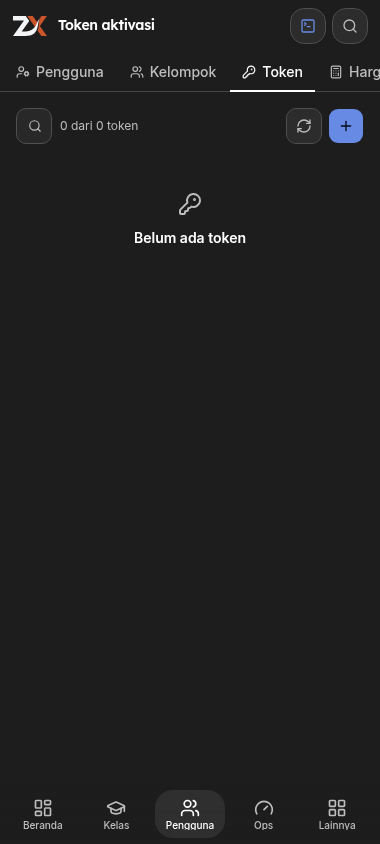 ZX Token aktivasi
Pengguna Kelompok Token Harg
0 dari 0 token
Belum ada token
Beranda Kelas Pengguna Ops Lainnya